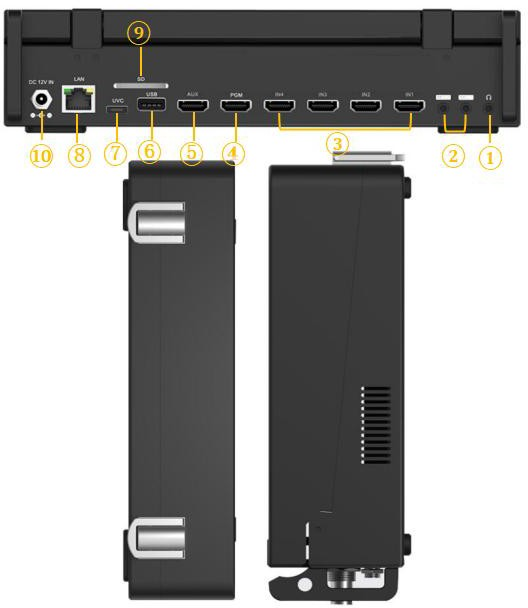 ⑨
DC 12V IN
LAN
SD
UVC
USB
AUX
PGM
IN4
IN3
IN2
IN1
⑩
⑧
⑦
⑥
⑤
④
③
②
①